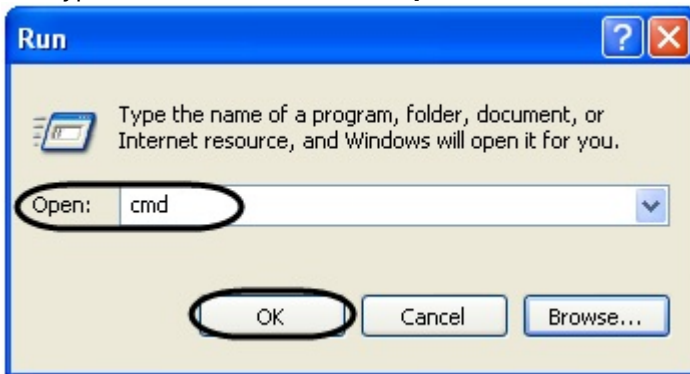 Run
Type the name of a program, folder, document, or
Internet resource, and Windows will open it for you.
Open: cmd
OK Cancel Browse...